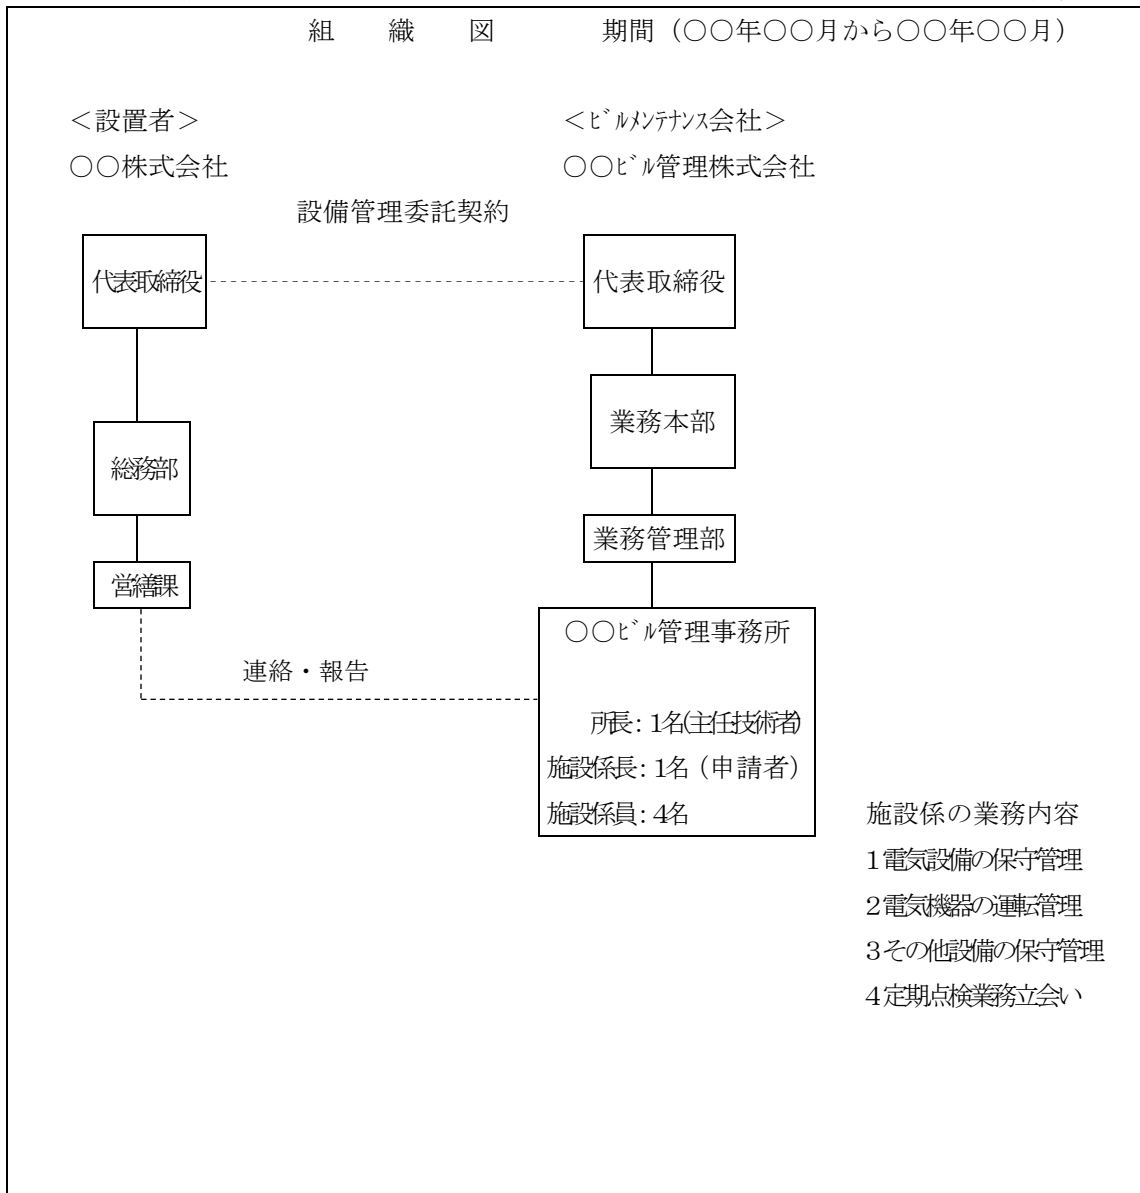 組　織　図　期間（○○年○○月から○○年○○月）
＜設置者＞
○○株式会社
＜ﾋﾞﾙﾒﾝﾃﾅﾝｽ会社＞
○○ﾋﾞﾙ管理株式会社
設備管理委託契約
代表取締役
代表取締役
業務本部
総務部
業務管理部
営繕課
○○ﾋﾞﾙ管理事務所
連絡・報告
所長：1名(主任技術者)
施設係長：1名（申請者）
施設係員：4名
施設係の業務内容
１電気設備の保守管理
２電気機器の運転管理
３その他設備の保守管理
４定期点検業務立会い